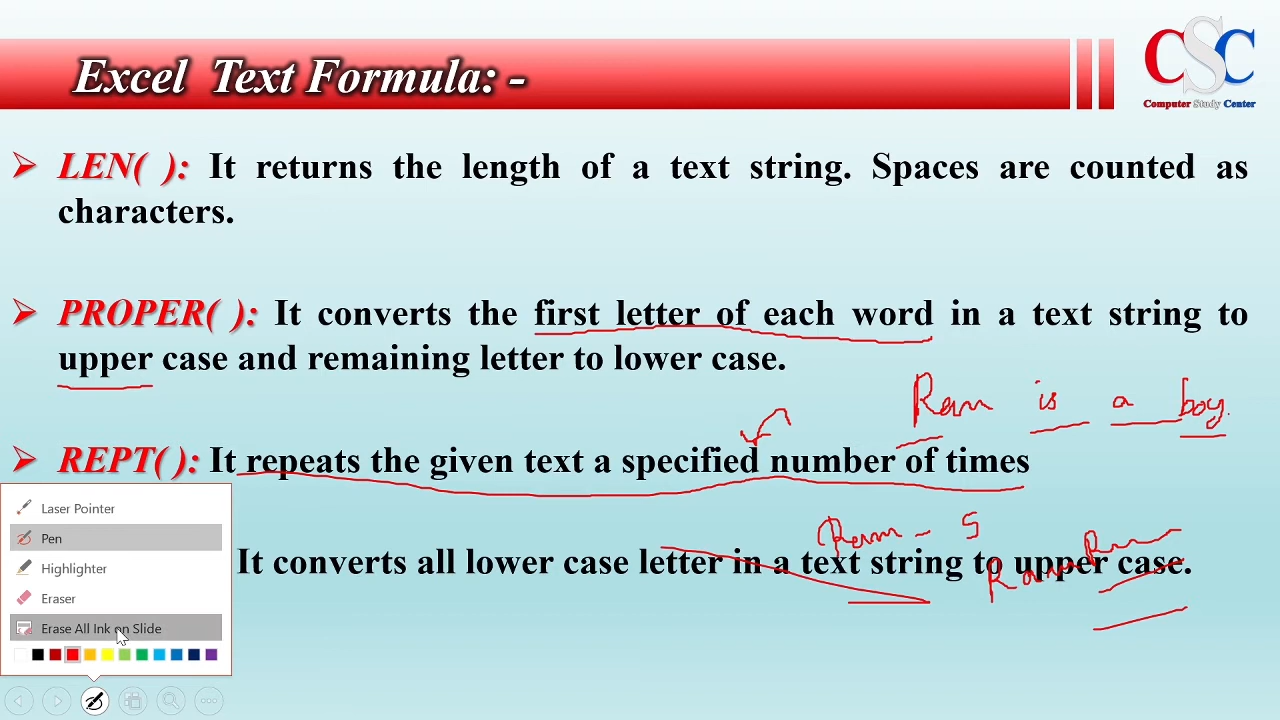 Excel Text Formula: -
CSC
Computer Study Center
LEN( ): It returns the length of a text string. Spaces are counted as
characters.
PROPER( ): It converts the first letter of each word in a text string to
upper case and remaining letter to lower case.
Ram is a boy.
REPT( ): It repeats the given text a specified number of times
Ram - 5
It converts all lower case letter in a text string to upper case.
Ram Ram
Laser Pointer
Pen
Highlighter
Eraser
Erase All Ink on Slide